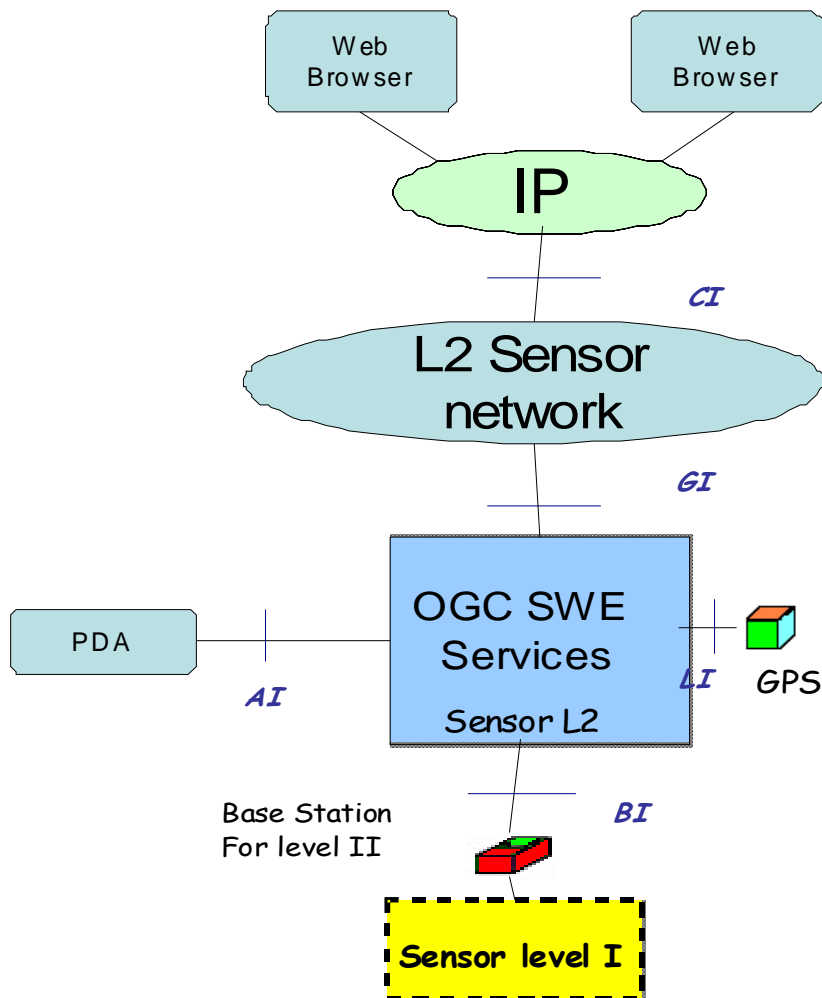 Web
Browser
Web
Browser
IP
CI
L2 Sensor
network
GI
OGC SWE
Services
Sensor L2
PDA
AI
LI
GPS
BI
Base Station
For level II
Sensor level I